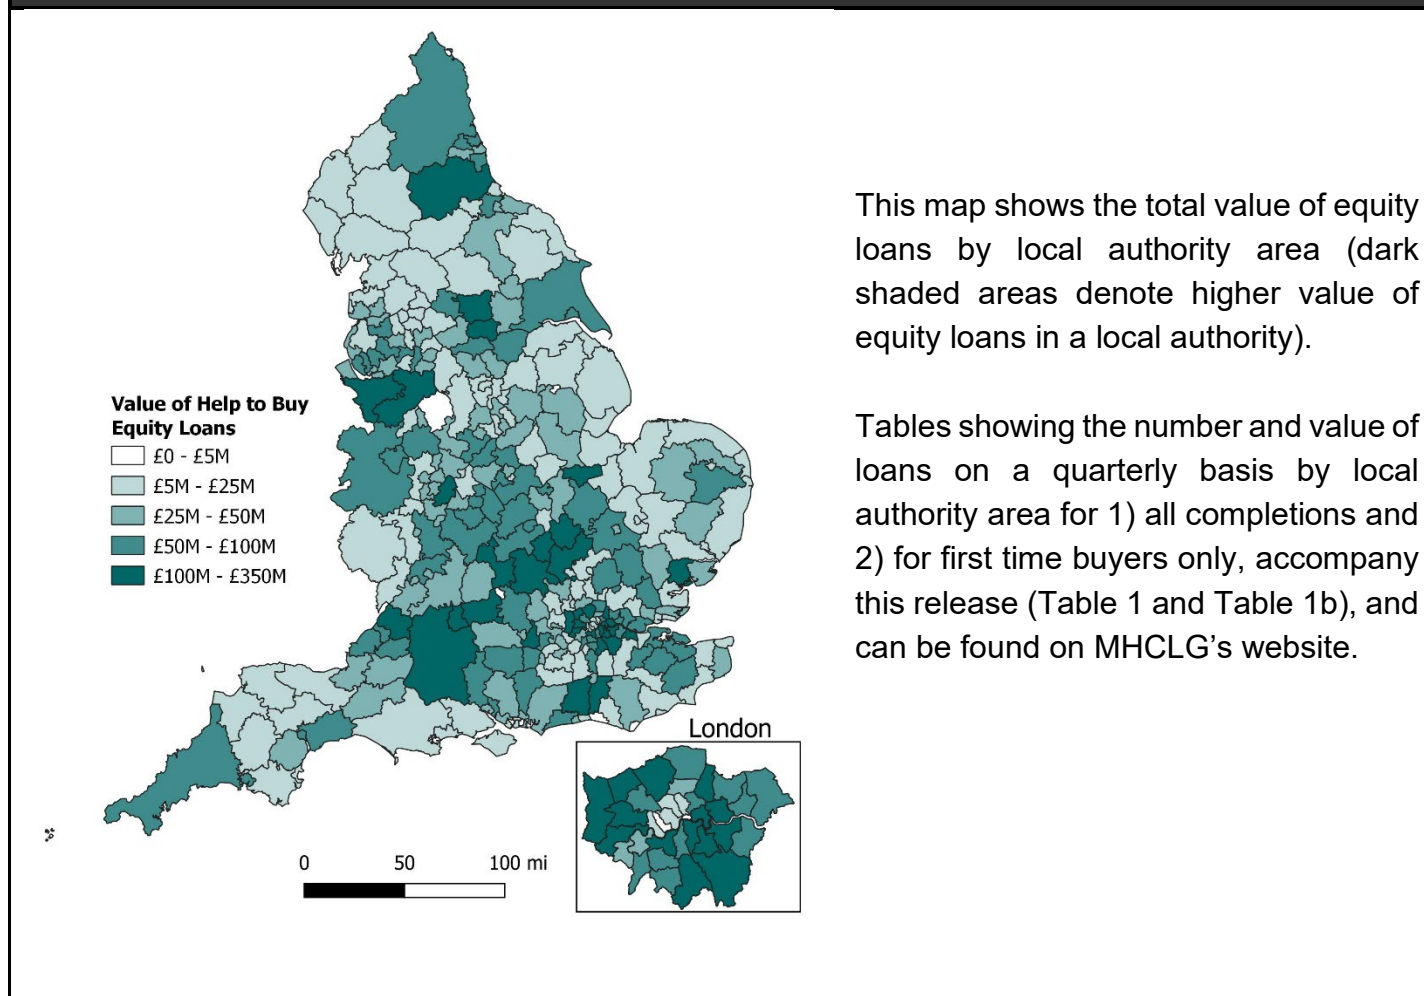 This map shows the total value of equity
loans by local authority area (dark
shaded areas denote higher value of
equity loans in a local authority).
Tables showing the number and value of
loans on a quarterly basis by local
authority area for 1) all completions and
2) for first time buyers only, accompany
this release (Table 1 and Table 1b), and
can be found on MHCLG’s website.
Value of Help to Buy
Equity Loans
£0 - £5M
£5M - £25M
£25M - £50M
£50M - £100M
£100M - £350M
London
0 50 100 mi